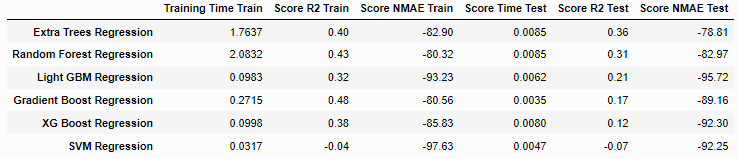 Training Time Train Score R2 Train Score NMAE Train Score Time Test Score R2 Test Score NMAE Test
Extra Trees Regression 1.7637 0.40 -82.90 0.0085 0.36 -78.81
Random Forest Regression 2.0832 0.43 -80.32 0.0085 0.31 -82.97
Light GBM Regression 0.0983 0.32 -93.23 0.0062 0.21 -95.72
Gradient Boost Regression 0.2715 0.48 -80.56 0.0035 0.17 -89.16
XG Boost Regression 0.0998 0.38 -85.83 0.0080 0.12 -92.30
SVM Regression 0.0317 -0.04 -97.63 0.0047 -0.07 -92.25